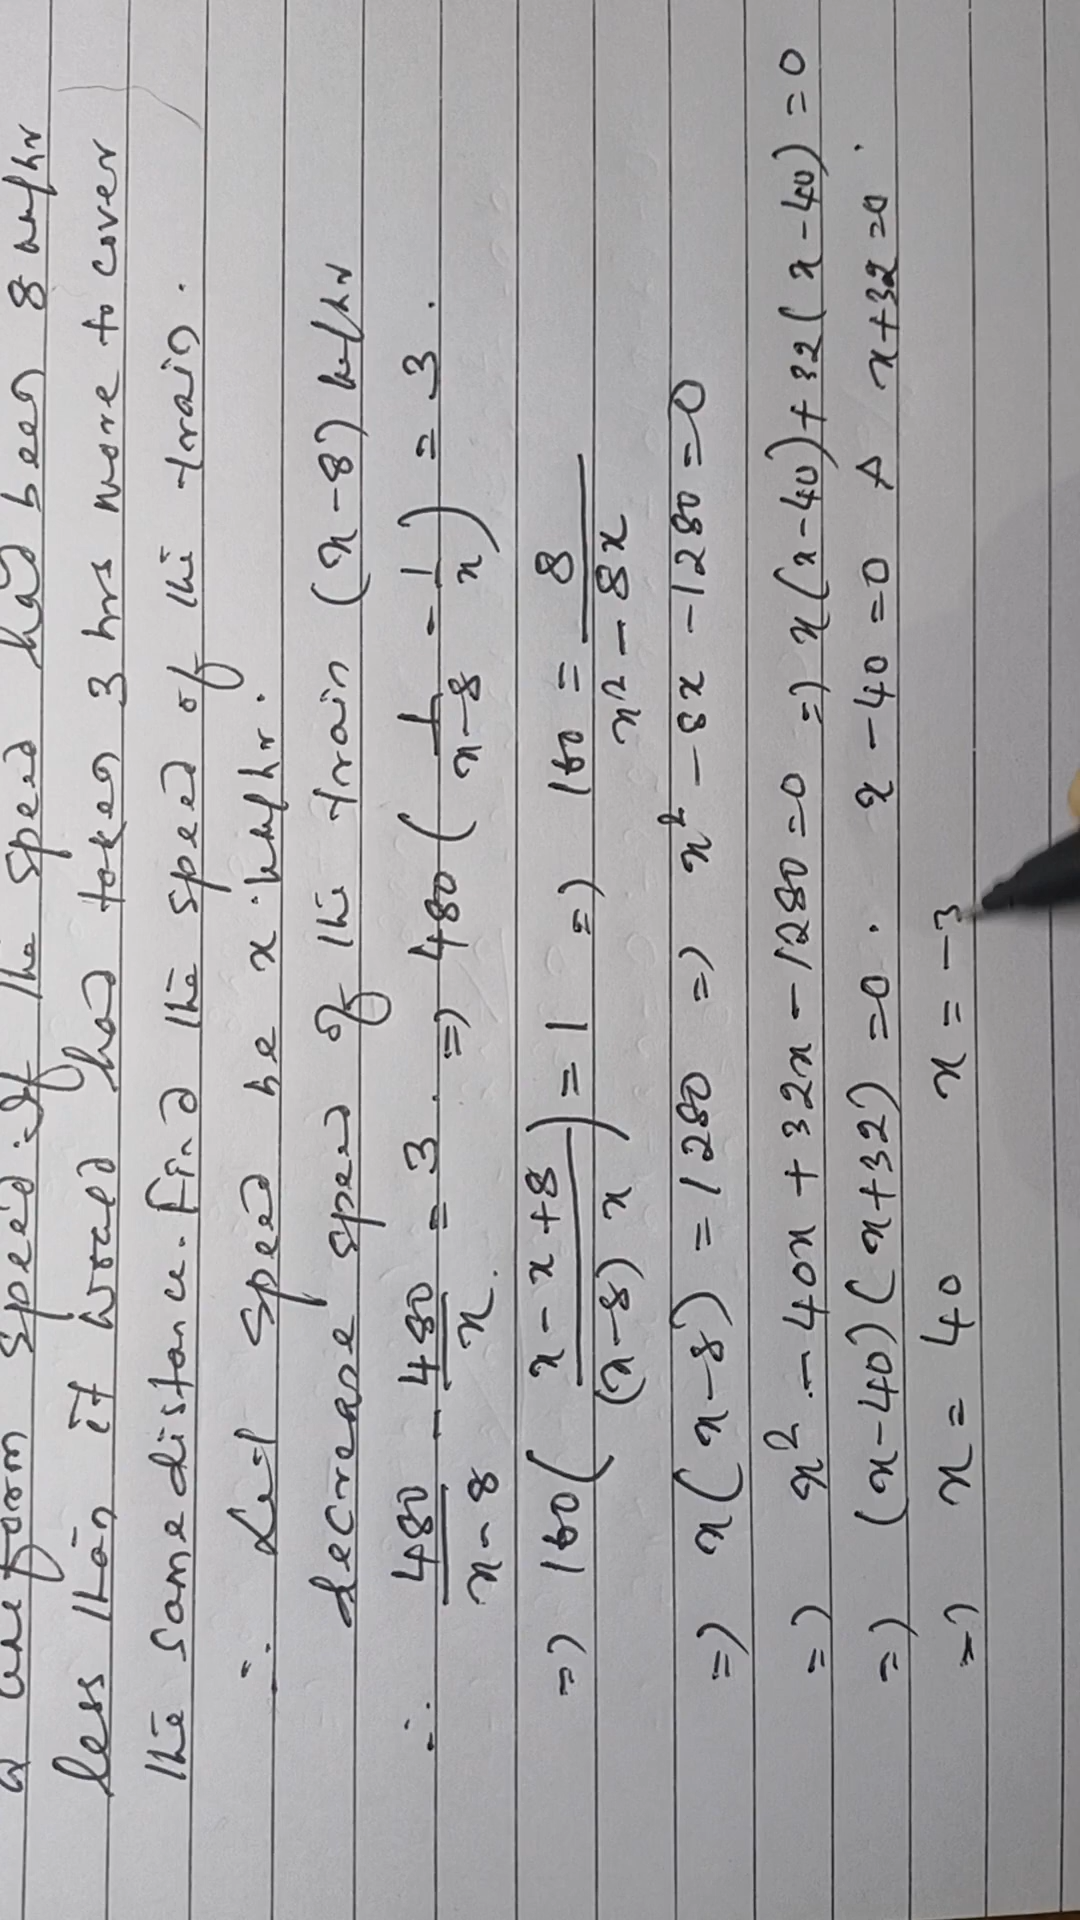 a uniform speed. If the speed had been 8 km/hr
less than it would had taken 3 hrs more to cover
the same distance. Find the speed of the train.
∴ Let speed be x km/hr.
decrease speed of the train (x-8) km/hr
∴ 480/(x-8) - 480/x = 3. => 480(1/(x-8) - 1/x) = 3.
=> 160((x-x+8)/((x-8)x)) = 1 => 160 = 8/(x²-8x)
=> x(x-8) = 1280 => x²-8x-1280=0
=> x²-40x+32x-1280=0 => x(x-40)+32(x-40)=0
=> (x-40)(x+32)=0. x-40=0 x+32=0.
=> x=40 x=-3